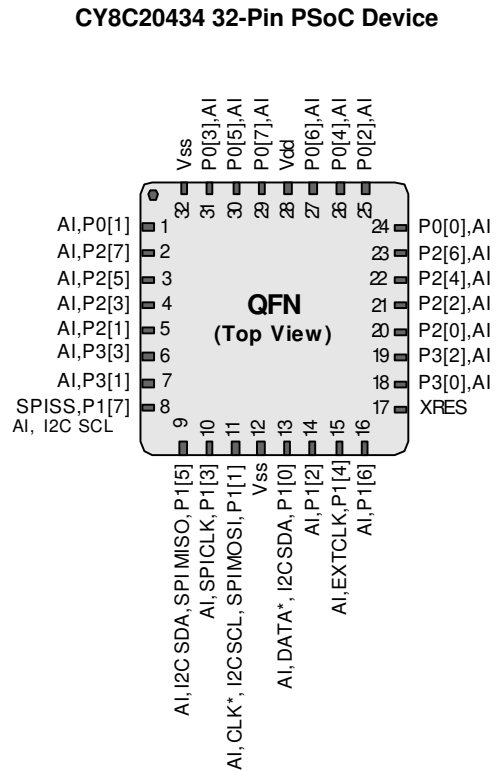 CY8C20434 32-Pin PSoC Device
Vss
P0[3],AI
P0[5],AI
P0[7],AI
Vdd
P0[6],AI
P0[4],AI
P0[2],AI
32
31
30
29
28
27
26
25
AI,P0[1] 1
AI,P2[7] 2
AI,P2[5] 3
AI,P2[3] 4
AI,P2[1] 5
AI,P3[3] 6
AI,P3[1] 7
SPISS,P1[7] 8
AI, I2C SCL
QFN
(Top View)
24 P0[0],AI
23 P2[6],AI
22 P2[4],AI
21 P2[2],AI
20 P2[0],AI
19 P3[2],AI
18 P3[0],AI
17 XRES
9
10
11
12
13
14
15
16
AI,I2C SDA,SPIMISO,P1[5]
AI,SPICLK,P1[3]
AI,CLK*,I2CSCL,SPIMOSI,P1[1]
Vss
AI,DATA*,I2CSDA,P1[0]
AI,P1[2]
AI,EXTCLK,P1[4]
AI,P1[6]